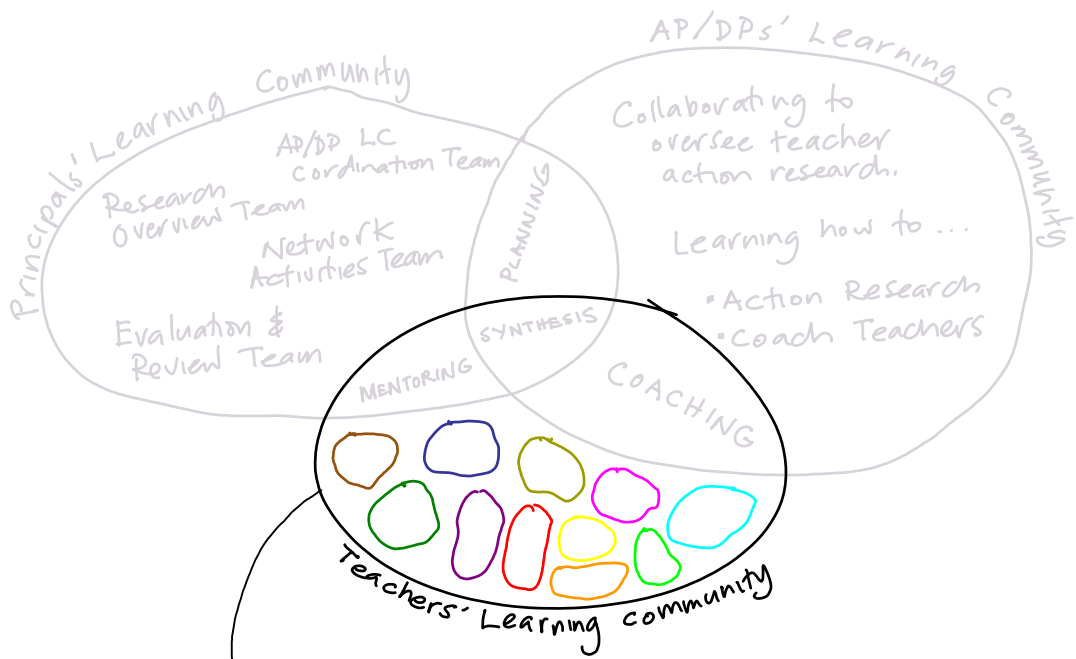 Principals' Learning Community
AP/DP LC
Cordination Team
Research
Overview Team
Network
Activities Team
Evaluation &
Review Team
AP/DPs' Learning Community
Collaborating to
oversee teacher
action research.
Learning how to ...
• Action Research
• Coach Teachers
PLANNING
SYNTHESIS
MENTORING
COACHING
Teachers' Learning community